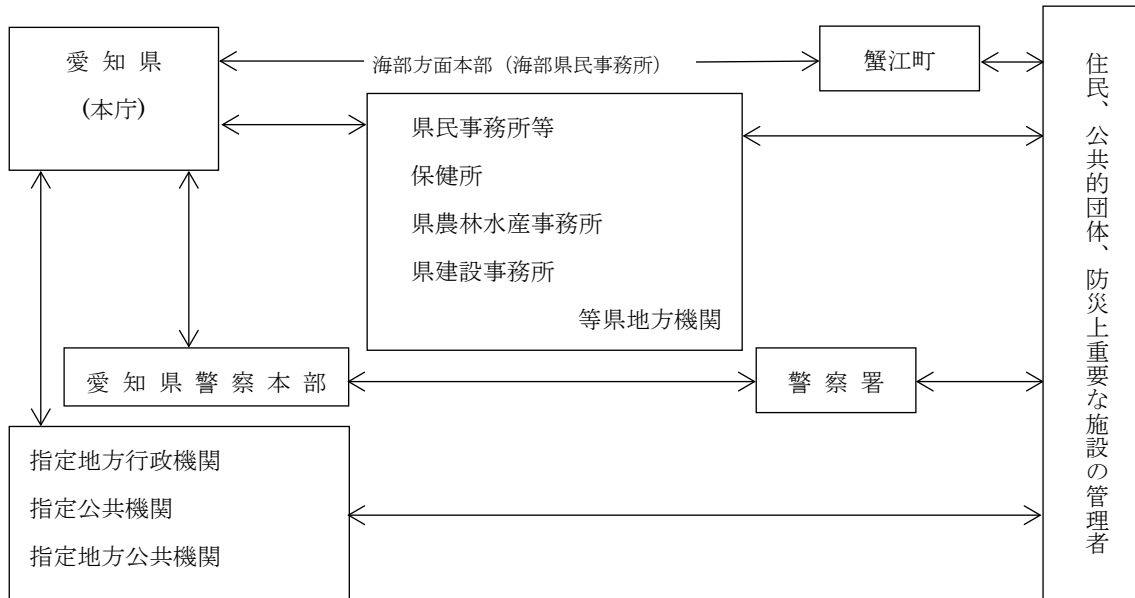 愛知県
(本庁)
海部方面本部（海部県民事務所）
蟹江町
県民事務所等
保健所
県農林水産事務所
県建設事務所
等県地方機関
愛知県警察本部
警察署
指定地方行政機関
指定公共機関
指定地方公共機関
住民、公共的団体、防災上重要な施設の管理者